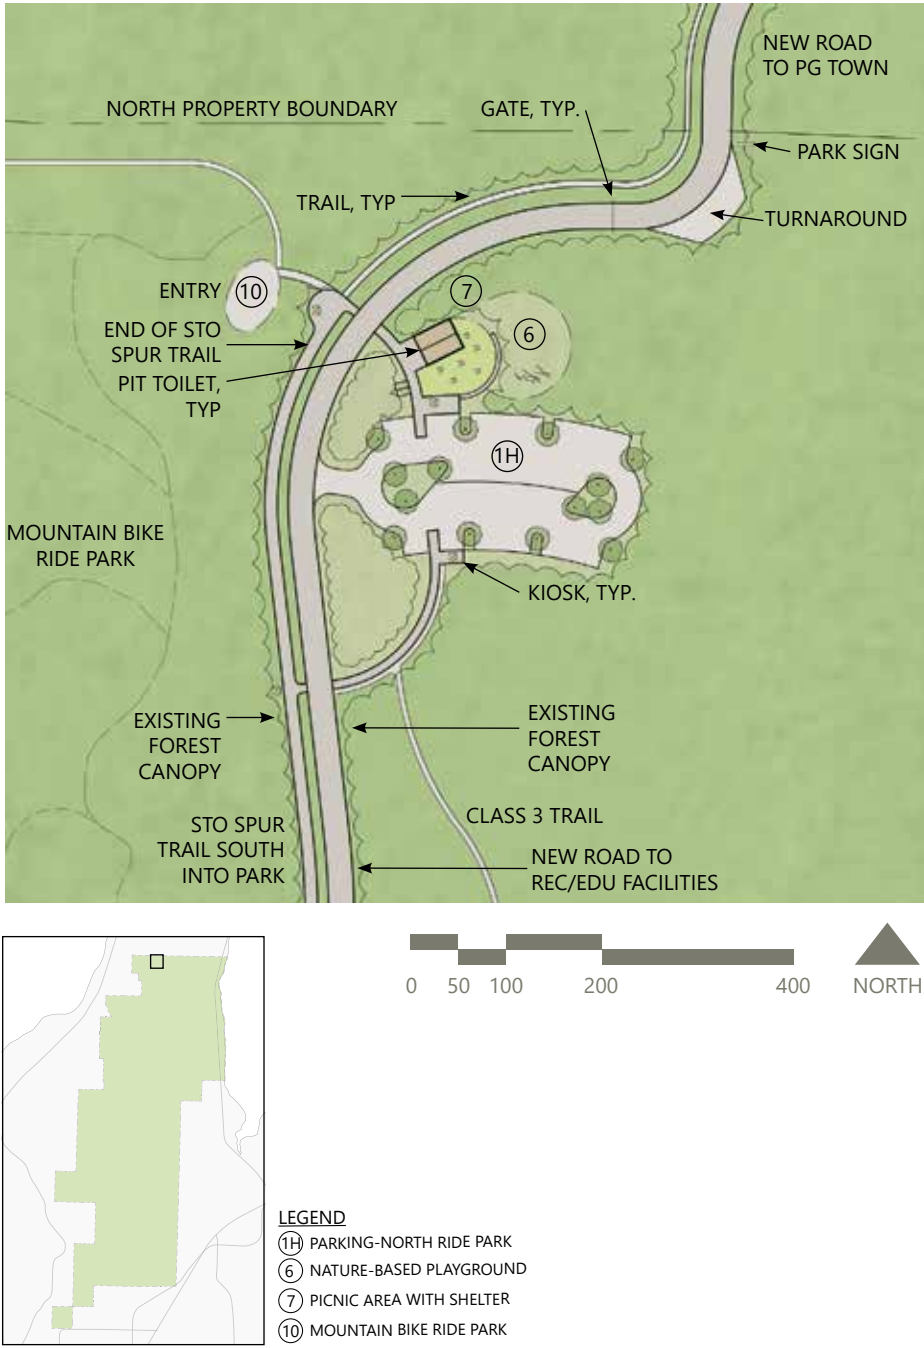 NEW ROAD
TO PG TOWN
NORTH PROPERTY BOUNDARY
GATE, TYP.
PARK SIGN
TRAIL, TYP
TURNAROUND
ENTRY
10
7
6
END OF STO
SPUR TRAIL
PIT TOILET,
TYP
1H
MOUNTAIN BIKE
RIDE PARK
KIOSK, TYP.
EXISTING
FOREST
CANOPY
EXISTING
FOREST
CANOPY
CLASS 3 TRAIL
STO SPUR
TRAIL SOUTH
INTO PARK
NEW ROAD TO
REC/EDU FACILITIES
0 50 100 200 400
NORTH
LEGEND
1H PARKING-NORTH RIDE PARK
6 NATURE-BASED PLAYGROUND
7 PICNIC AREA WITH SHELTER
10 MOUNTAIN BIKE RIDE PARK